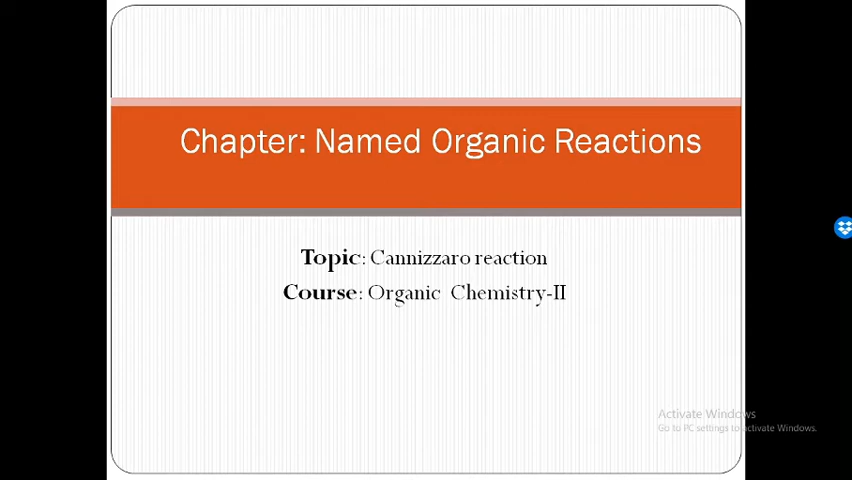 Chapter: Named Organic Reactions
Topic: Cannizzaro reaction
Course: Organic Chemistry-II
Activate Windows
Go to PC settings to activate Windows.